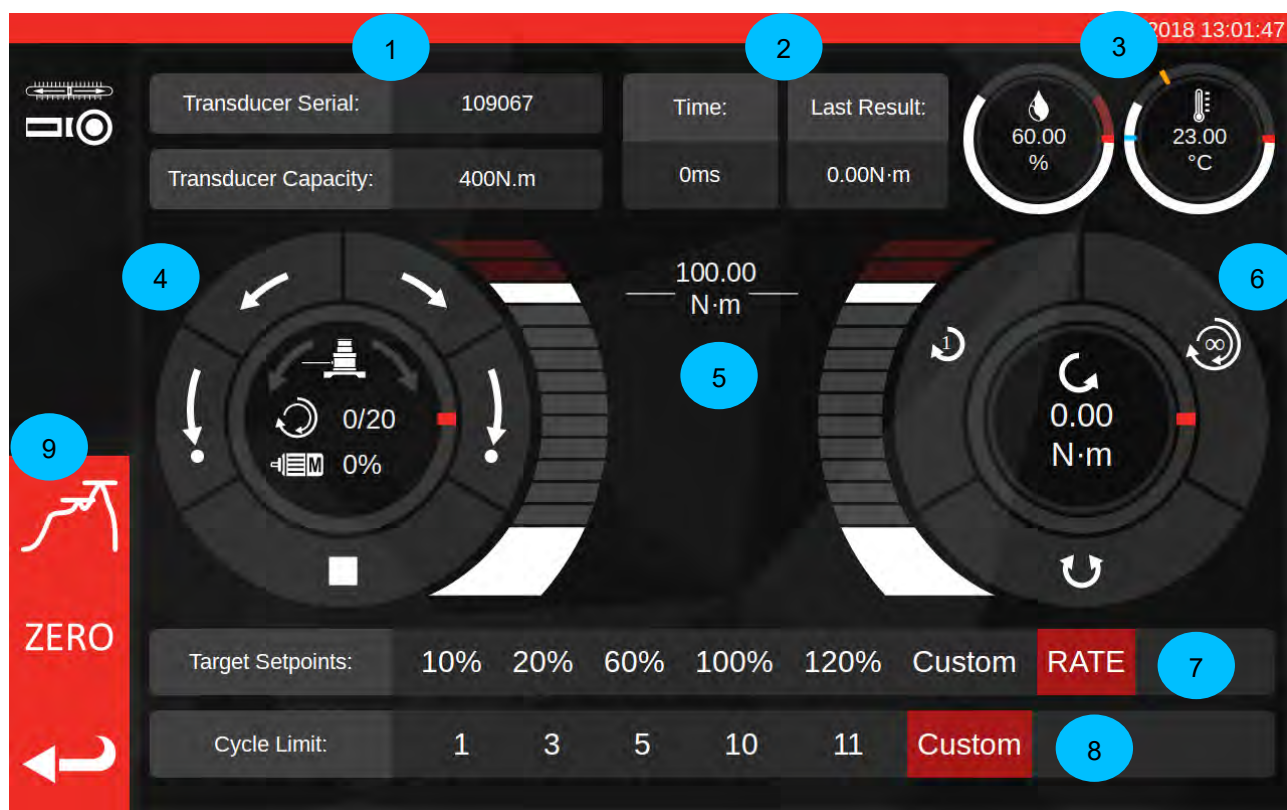 2018 13:01:47
1
2
3
Transducer Serial: 109067
Time: Last Result:
60.00
%
23.00
°C
Transducer Capacity: 400N.m
0ms 0.00N·m
4
100.00
N·m
6
1
∞
5
0/20
M 0%
0.00
N·m
9
ZERO
Target Setpoints: 10% 20% 60% 100% 120% Custom RATE 7
Cycle Limit: 1 3 5 10 11 Custom 8